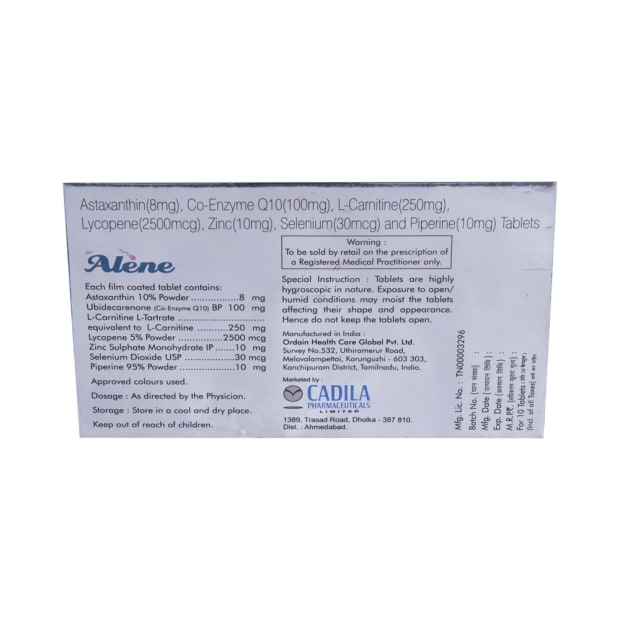 Astaxanthin(8mg), Co-Enzyme Q10(100mg), L-Carnitine(250mg),
Lycopene(2500mcg), Zinc(10mg), Selenium(30mcg) and Piperine(10mg) Tablets
Alene
Each film coated tablet contains:
Astaxanthin 10% Powder .............8 mg
Ubidecarenone (Co-Enzyme Q10) BP 100 mg
L-Carnitine L-Tartrate ........................
equivalent to L-Carnitine ...........250 mg
Lycopene 5% Powder ............2500 mcg
Zinc Sulphate Monohydrate IP ....10 mg
Selenium Dioxide USP ...............30 mcg
Piperine 95% Powder ................10 mg
Approved colours used.
Dosage : As directed by the Physician.
Storage : Store in a cool and dry place.
Keep out of reach of children.
Warning :
To be sold by retail on the prescription of
a Registered Medical Practitioner only.
Special Instruction : Tablets are highly
hygroscopic in nature. Exposure to open/
humid conditions may moist the tablets
affecting their shape and appearance.
Hence do not keep the tablets open.
Manufactured in India :
Ordain Health Care Global Pvt. Ltd.
Survey No.532, Uthiramerur Road,
Melavalampettai, Karunguzhi - 603 303,
Kanchipuram District, Tamilnadu, India.
Marketed by :
CADILA
PHARMACEUTICALS
LIMITED
1389, Trasad Road, Dholka - 387 810.
Dist. : Ahmedabad.
Mfg. Lic. No. : TN00003296
Batch No. :
Mfg. Date :
Exp. Date :
M.R.P.₹. :
For 10 Tablets :
(Incl. of all Taxes)